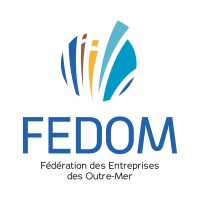 FEDOM
Fédération des Entreprises
des Outre-Mer